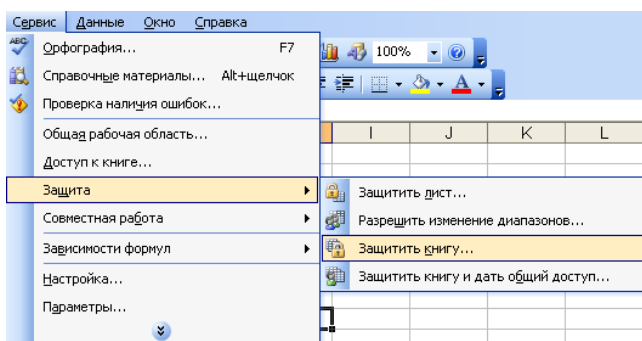 Сервис Данные Окно Справка
Орфография... F7
100%
Справочные материалы... Alt+щелчок
Проверка наличия ошибок...
Общая рабочая область...
I J K L
Доступ к книге...
Защита
Защитить лист...
Совместная работа
Разрешить изменение диапазонов...
Зависимости формул
Защитить книгу...
Настройка...
Защитить книгу и дать общий доступ...
Параметры...